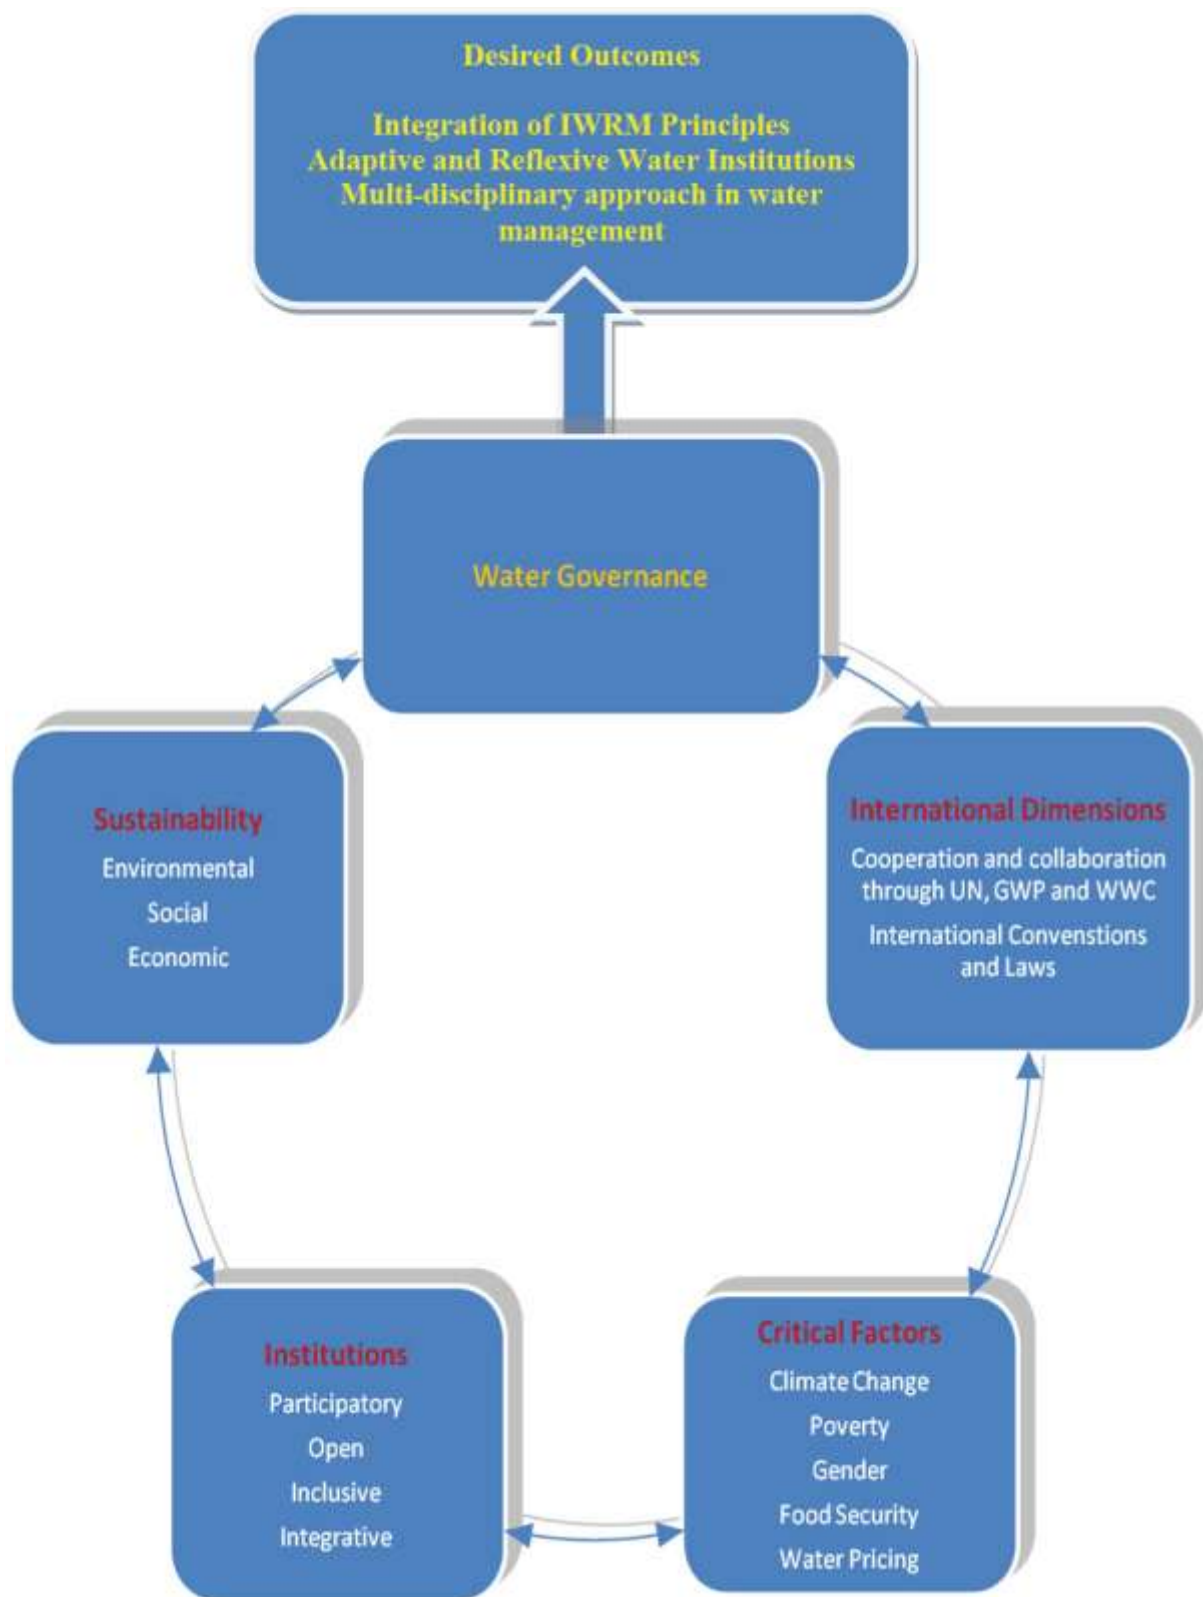 Desired Outcomes
Integration of IWRM Principles
Adaptive and Reflexive Water Institutions
Multi-disciplinary approach in water
management
Water Governance
Sustainability
Environmental
Social
Economic
International Dimensions
Cooperation and collaboration
through UN, GWP and WWC
International Convenstions
and Laws
Institutions
Participatory
Open
Inclusive
Integrative
Critical Factors
Climate Change
Poverty
Gender
Food Security
Water Pricing